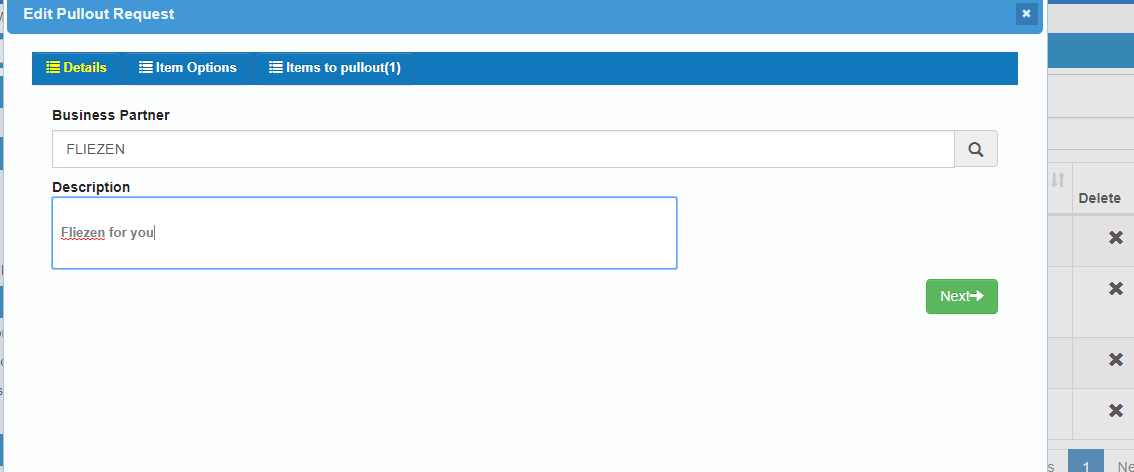 Edit Pullout Request
Details Item Options Items to pullout(1)
Business Partner
FLIEZEN
Description
Delete
Fliezen for you
Next
1 Ne